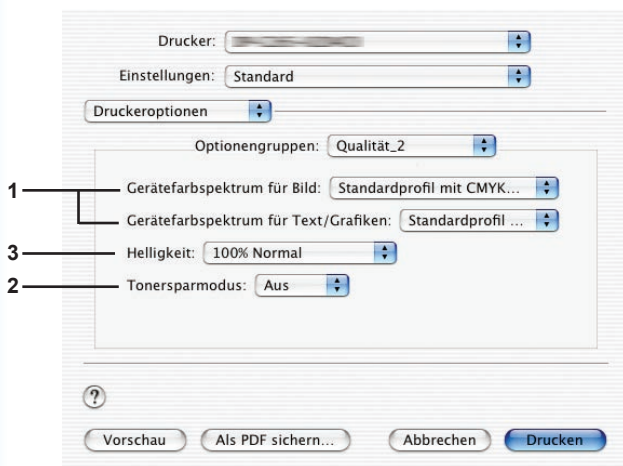 Drucker:
Einstellungen: Standard
Druckeroptionen
Optionengruppen: Qualität_2
1 Gerätefarbspektrum für Bild: Standardprofil mit CMYK...
Gerätefarbspektrum für Text/Grafiken: Standardprofil ...
3 Helligkeit: 100% Normal
2 Tonersparmodus: Aus
?
Vorschau Als PDF sichern... Abbrechen Drucken